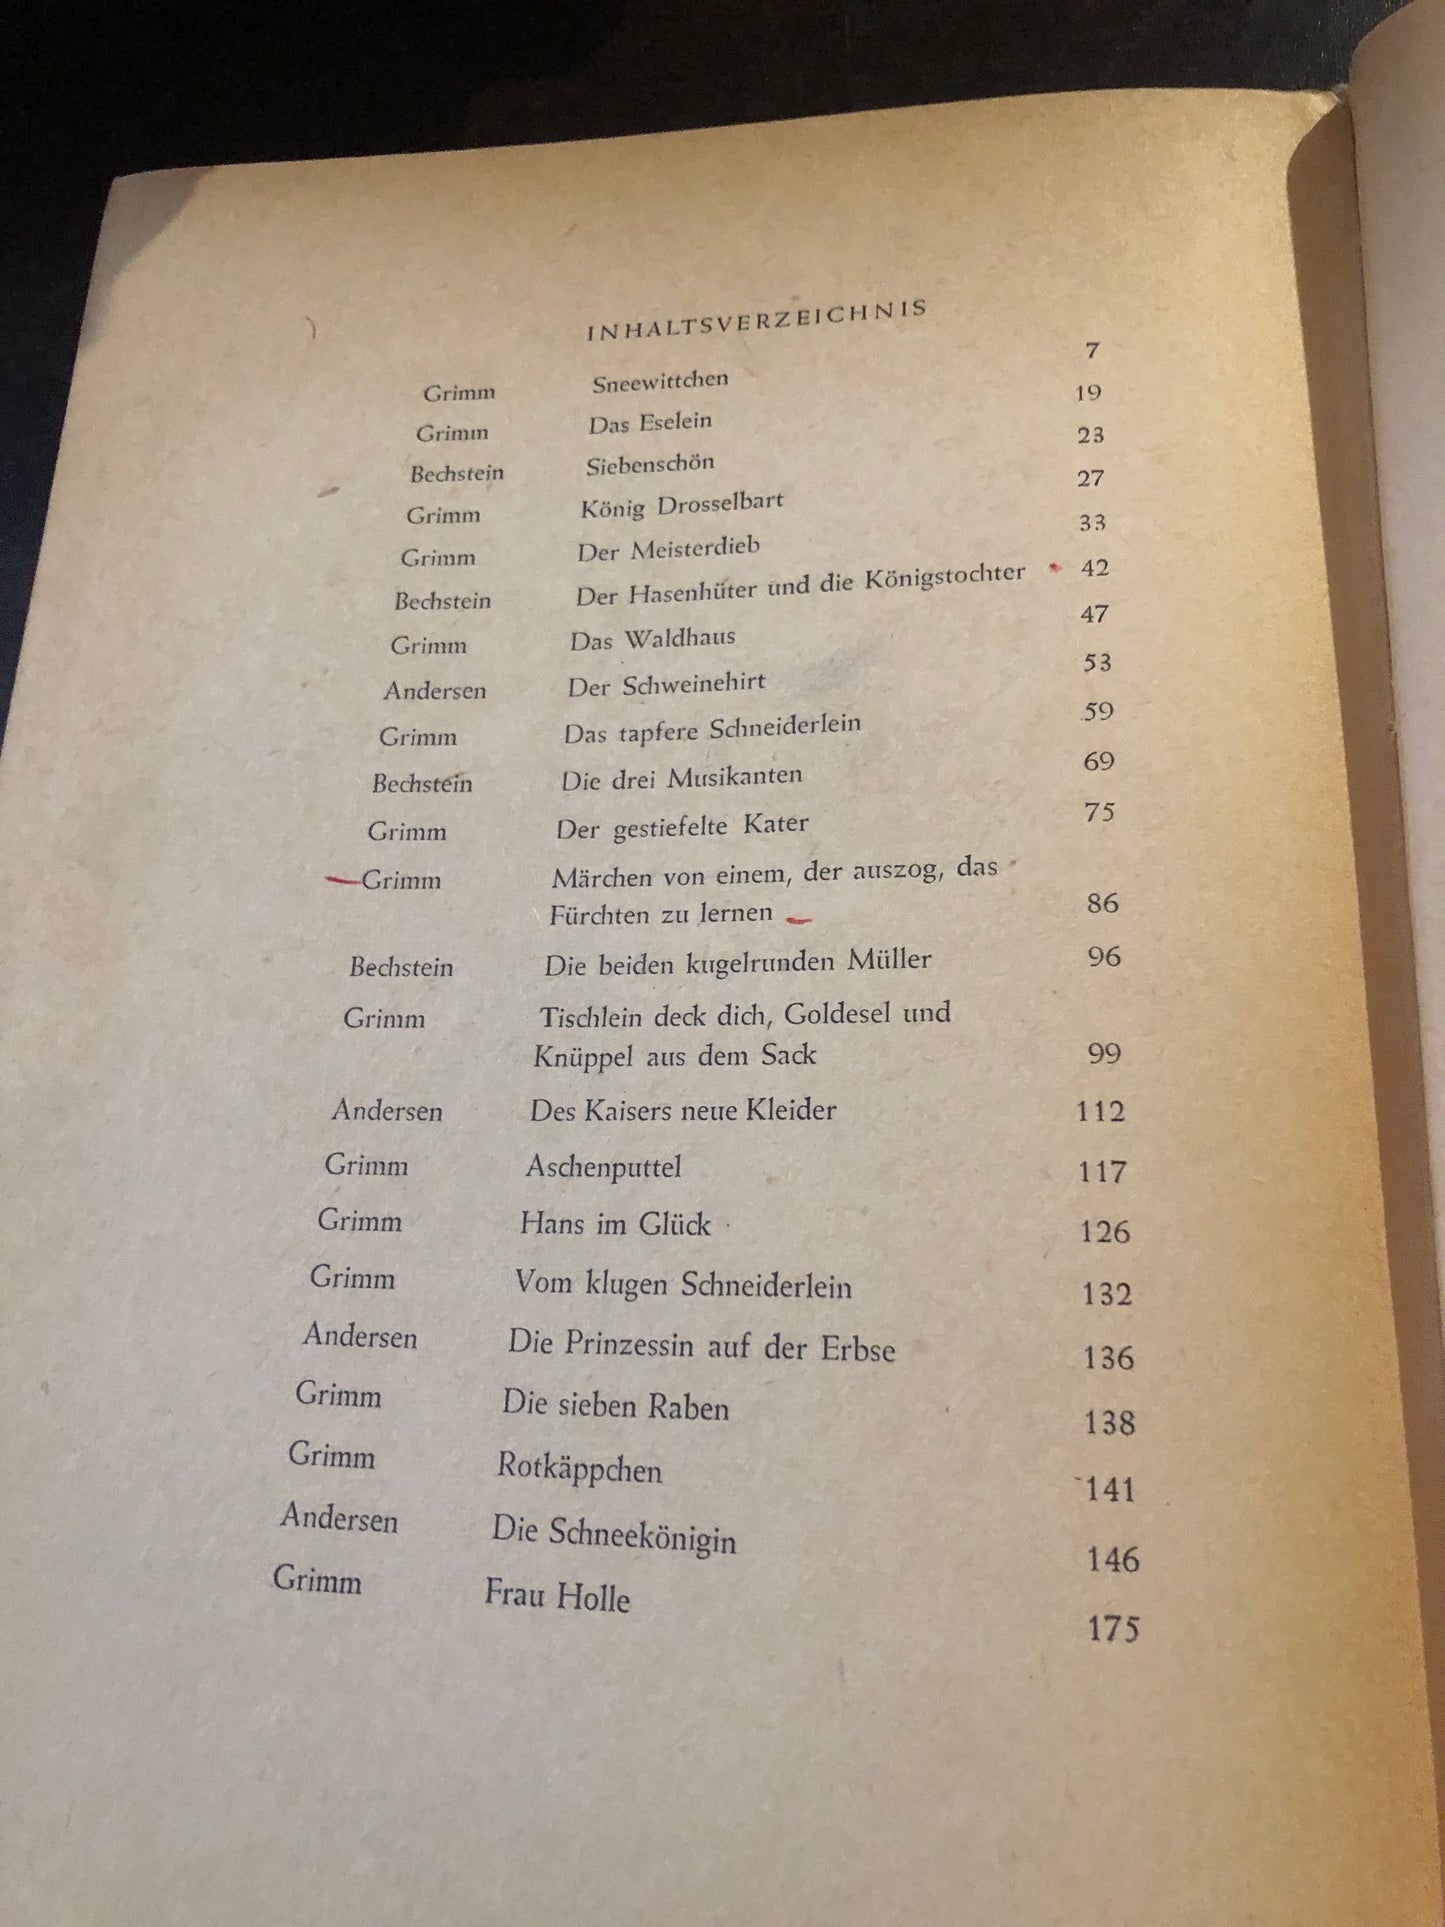 INHALTSVERZEICHNIS
Grimm Sneewittchen 7
Grimm Das Eselein 19
Bechstein Siebenschön 23
Grimm König Drosselbart 27
Grimm Der Meisterdieb 33
Bechstein Der Hasenhüter und die Königstochter 42
Grimm Das Waldhaus 47
Andersen Der Schweinehirt 53
Grimm Das tapfere Schneiderlein 59
Bechstein Die drei Musikanten 69
Grimm Der gestiefelte Kater 75
Grimm Märchen von einem, der auszog, das
Fürchten zu lernen 86
Bechstein Die beiden kugelrunden Müller 96
Grimm Tischlein deck dich, Goldesel und
Knüppel aus dem Sack 99
Andersen Des Kaisers neue Kleider 112
Grimm Aschenputtel 117
Grimm Hans im Glück 126
Grimm Vom klugen Schneiderlein 132
Andersen Die Prinzessin auf der Erbse 136
Grimm Die sieben Raben 138
Grimm Rotkäppchen 141
Andersen Die Schneekönigin 146
Grimm Frau Holle 175